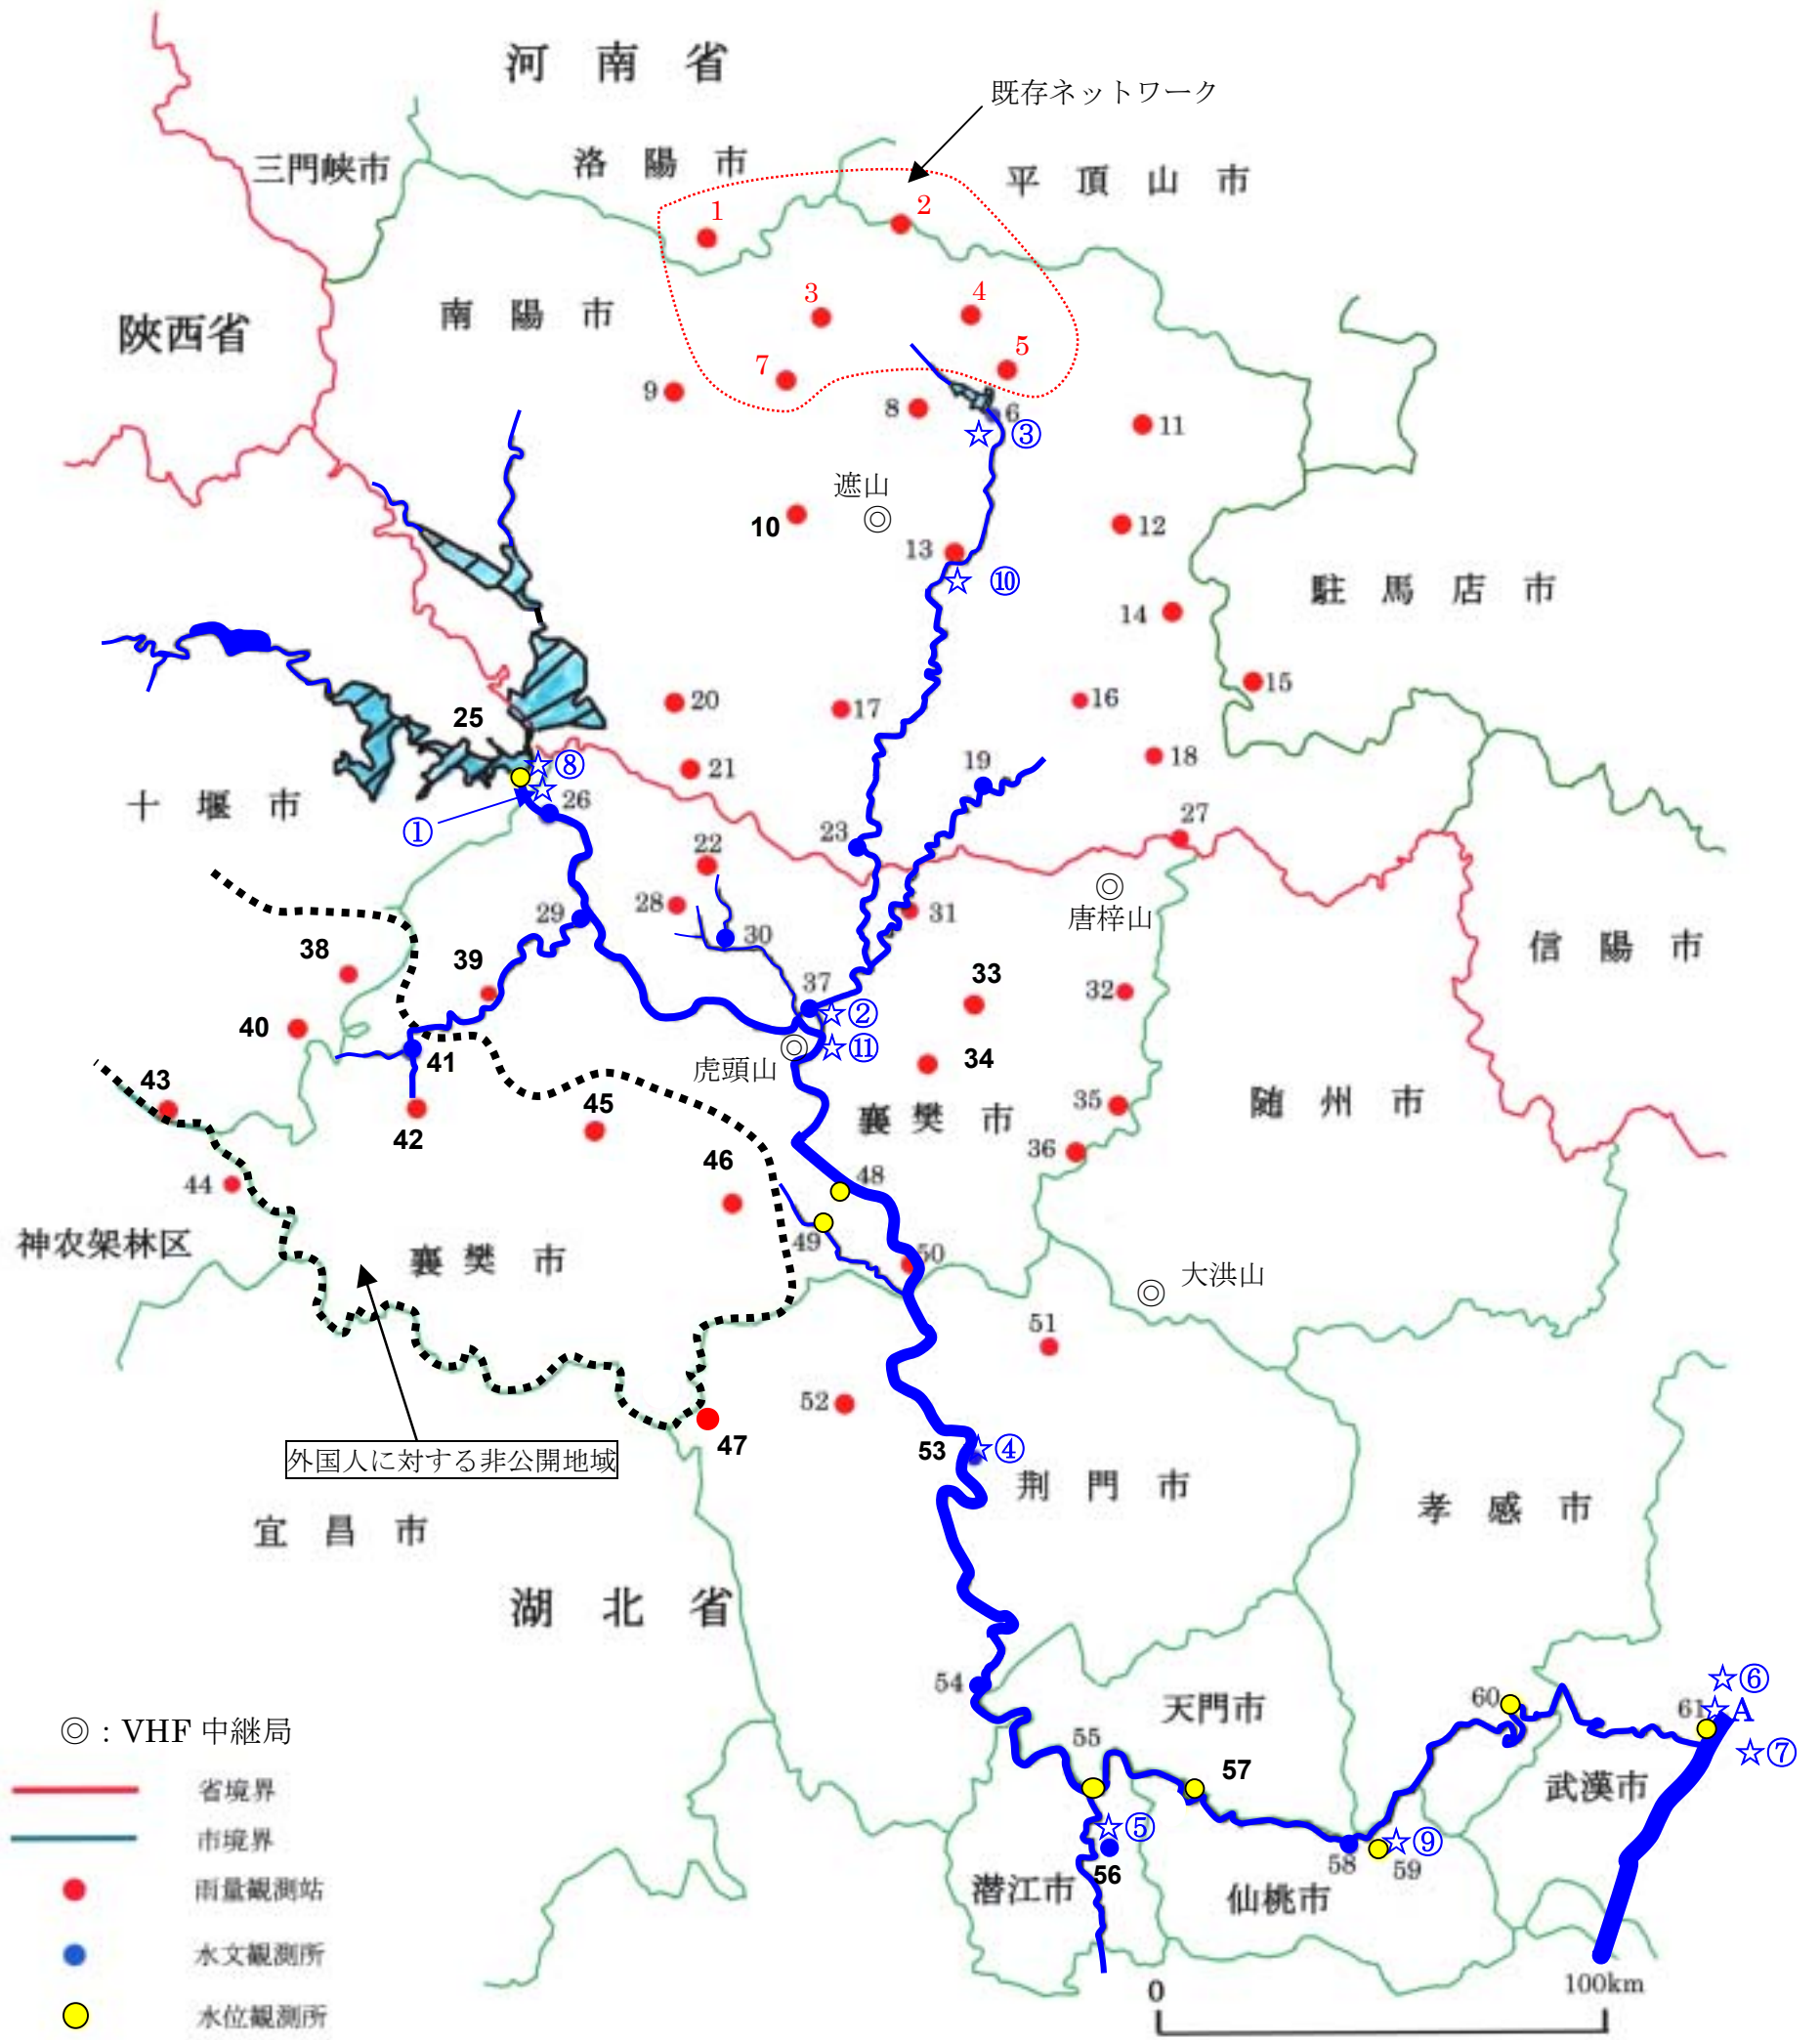 河 南 省
既存ネットワーク
三門峡市
洛 陽 市
平 頂 山 市
1
2
3
4
南 陽 市
陝西省
5
7
9
8
6
③
11
遮山
10
12
13
⑩
駐 馬 店 市
14
15
20
17
16
25
⑧
21
19
18
十 堰 市
①
26
23
27
22
唐梓山
28
29
30
31
信 陽 市
38
39
37
33
32
②
40
⑪
虎頭山
34
41
43
45
35
襄 樊 市
随 州 市
42
36
46
44
48
神农架林区
襄 樊 市
49
50
大洪山
51
52
47
53
④
外国人に対する非公開地域
荆 門 市
孝 感 市
宜 昌 市
湖 北 省
54
天門市
60
61
⑥
A
⑦
◎：VHF 中継局
55
57
武漢市
省境界
⑤
⑨
市境界
58
59
56
雨量観測站
潜江市
仙桃市
水文観測所
0
100km
水位観測所